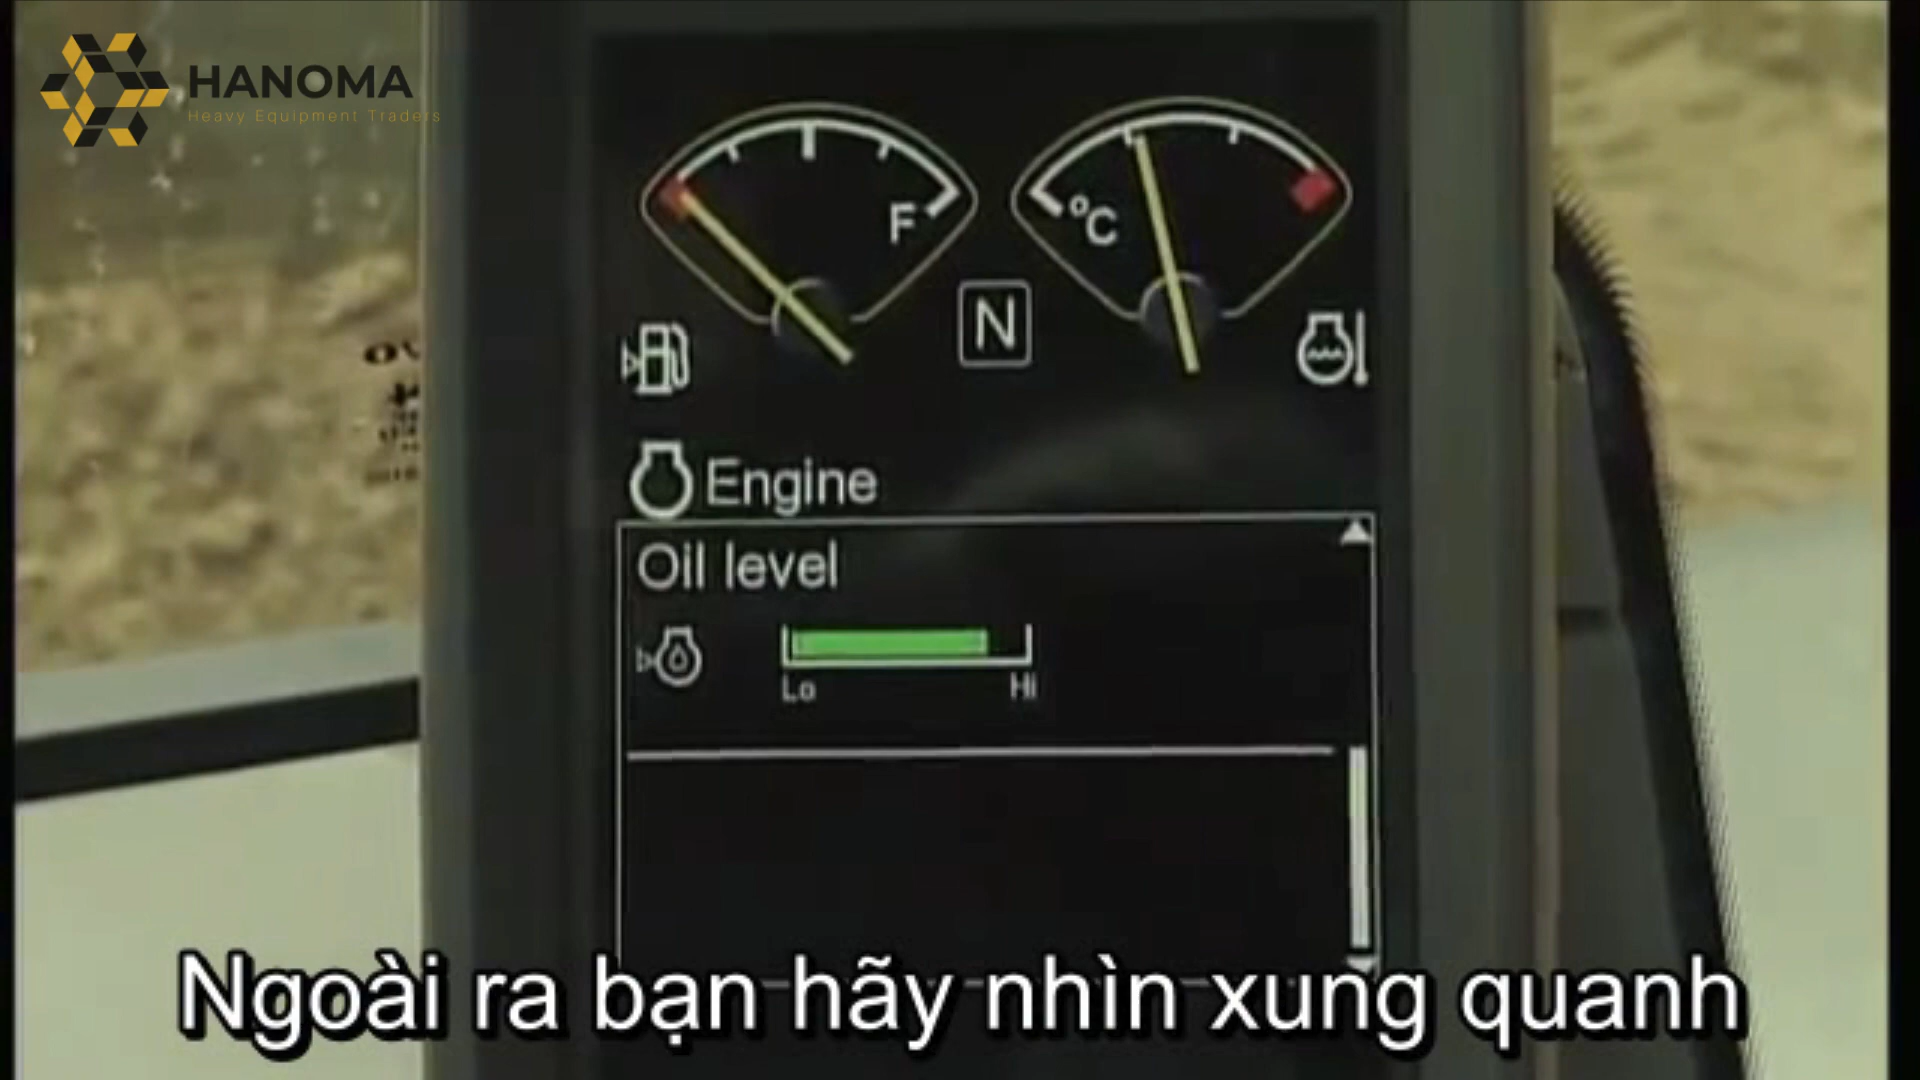 HANOMA
Heavy Equipment Traders
F
°C
N
Engine
Oil level
Lo
Hi
Ngoài ra bạn hãy nhìn xung quanh